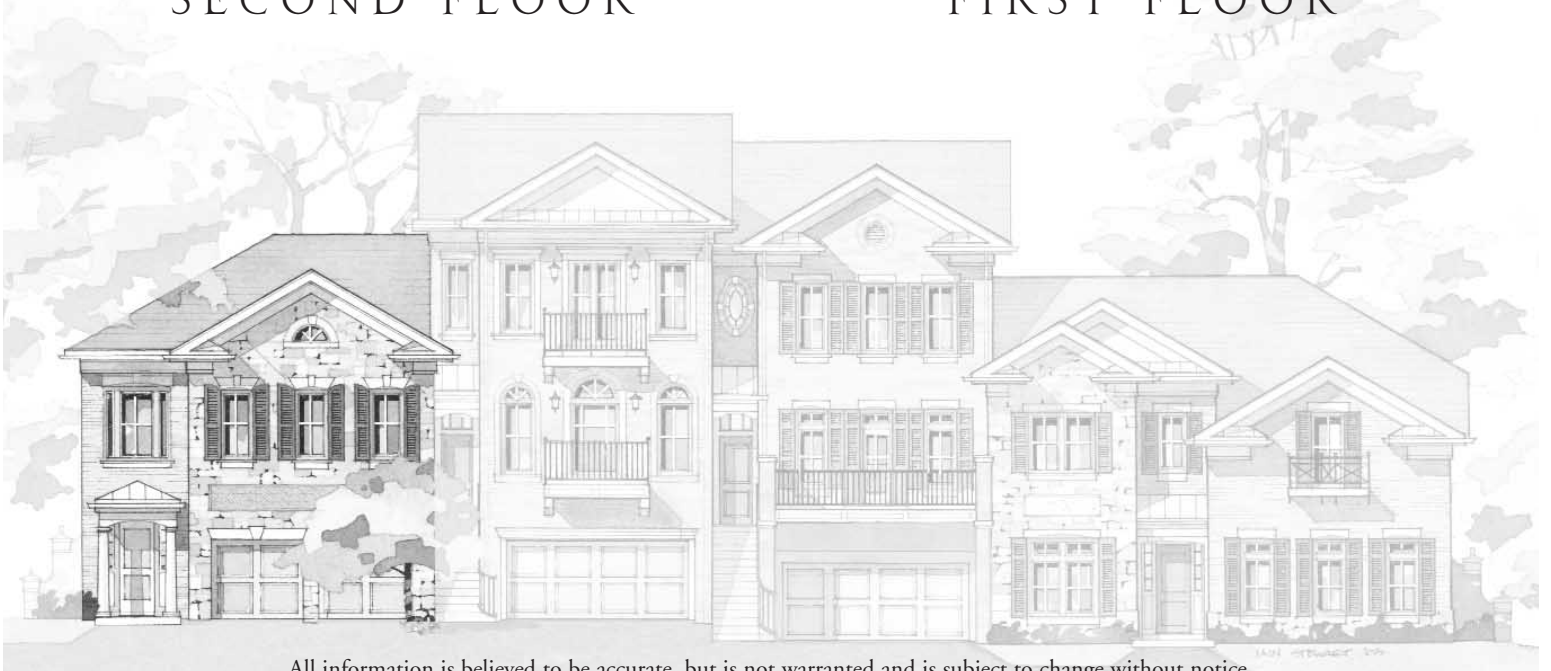 SECOND FLOOR
FIRST FLOOR
All information is believed to be accurate, but is not warranted and is subject to change without notice.